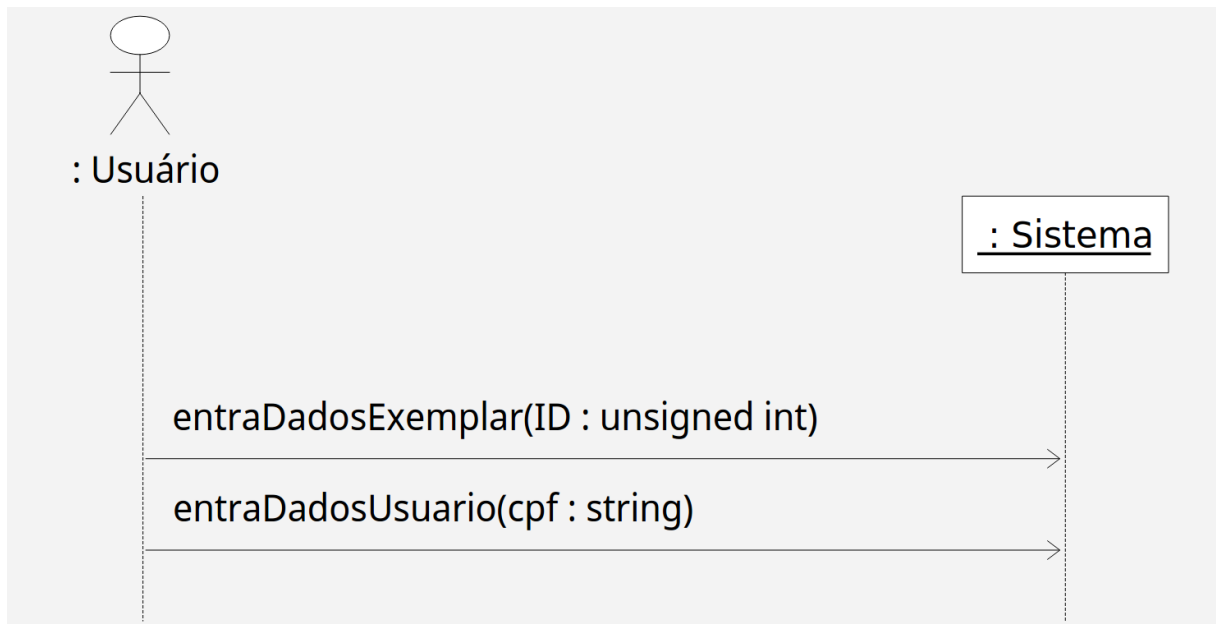 : Usuário
: Sistema
entraDadosExemplar(ID : unsigned int)
entraDadosUsuario(cpf : string)